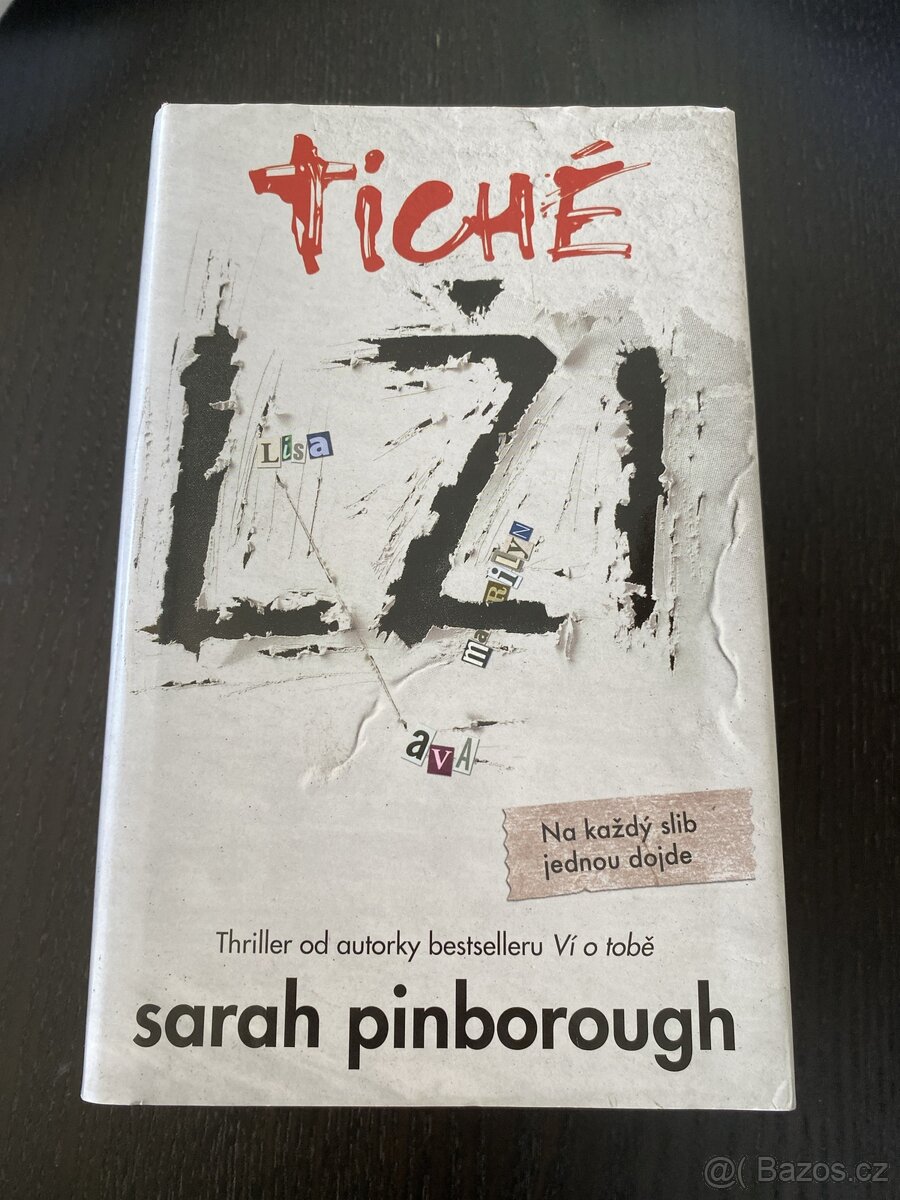 TiCHÉ
LŽI
Lisa
maRilyN
avA
Na každý slib
jednou dojde
Thriller od autorky bestselleru Ví o tobě
sarah pinborough
@( Bazos.cz